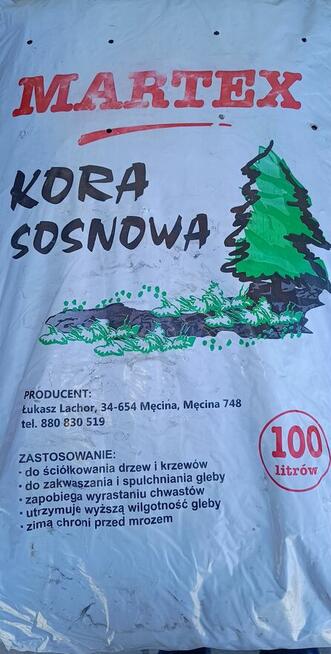 MARTEX
KORA
SOSNOWA
PRODUCENT:
Łukasz Lachor, 34-654 Męcina, Męcina 748
tel. 880 830 519
ZASTOSOWANIE:
- do ściółkowania drzew i krzewów
- do zakwaszania i spulchniania gleby
- zapobiega wyrastaniu chwastów
- utrzymuje wyższą wilgotność gleby
- zimą chroni przed mrozem
100
litrów